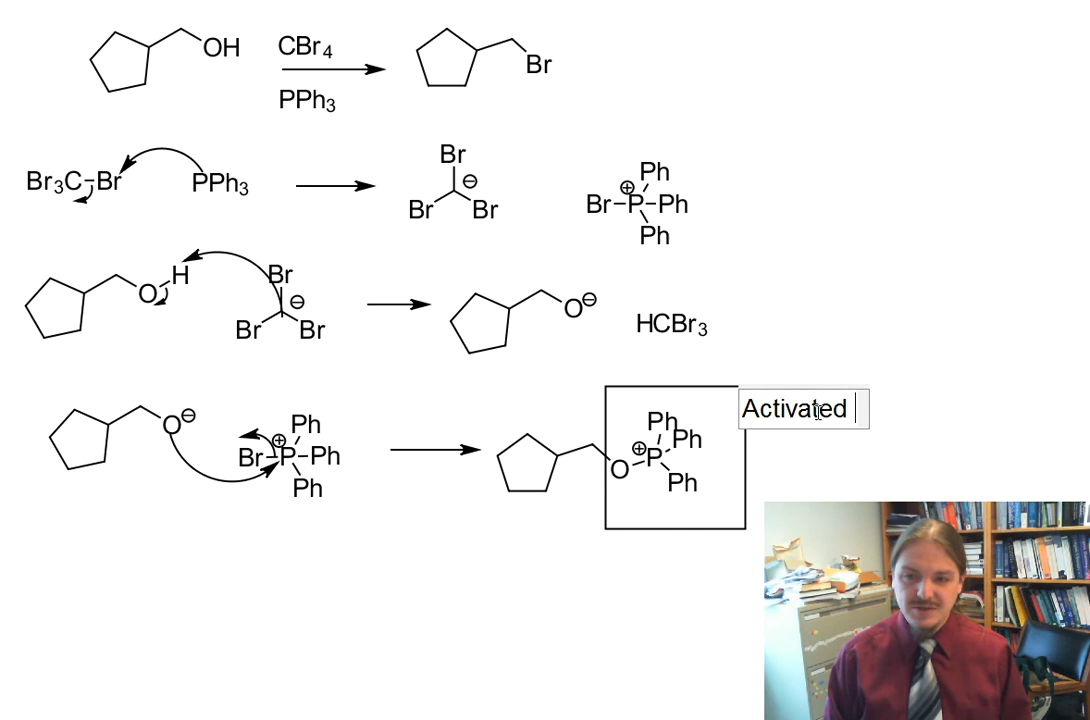 OH
CBr4
PPh3
Br
Br3C-Br
PPh3
Br
Br
Br
⊖
Br-P-Ph
⊕
Ph
Ph
O
H
Br
Br
Br
⊖
O⊖
HCBr3
O⊖
Br-P-Ph
⊕
Ph
Ph
O
⊕
P
Ph
Ph
Ph
Activated